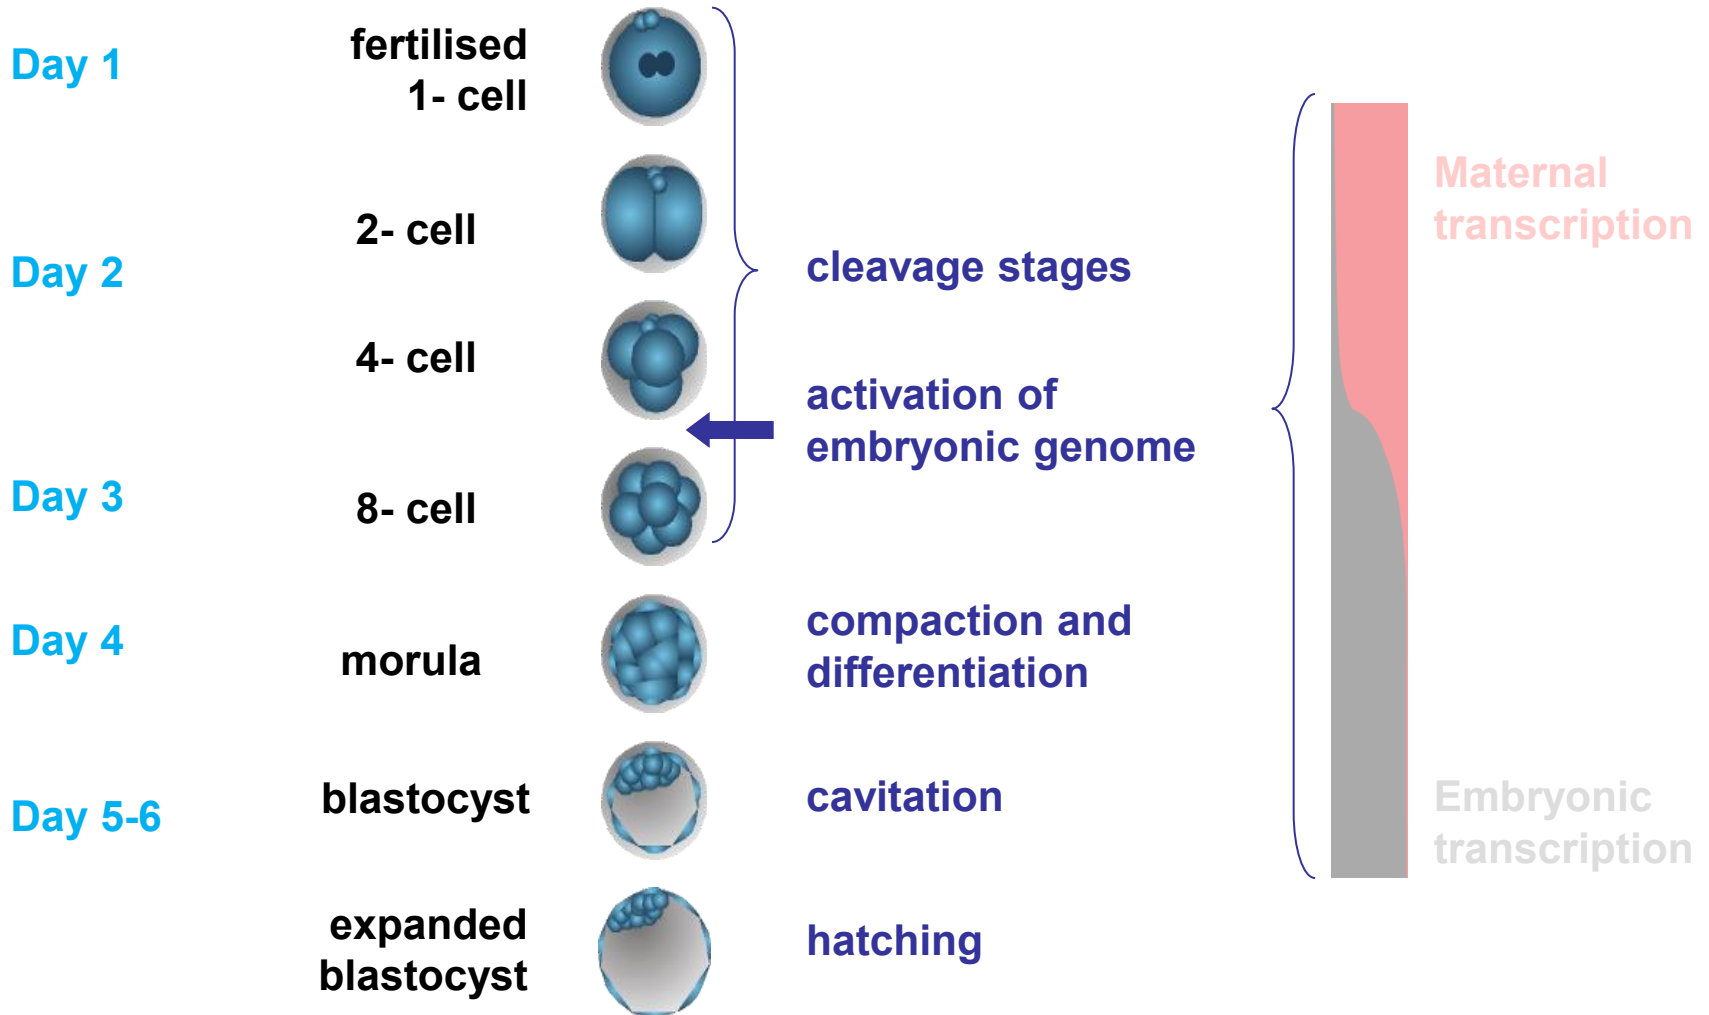 Day 1
fertilised
1- cell
2- cell
Day 2
cleavage stages
4- cell
activation of
embryonic genome
Day 3
8- cell
Day 4
morula
compaction and
differentiation
Day 5-6
blastocyst
cavitation
expanded
blastocyst
hatching
Maternal
transcription
Embryonic
transcription